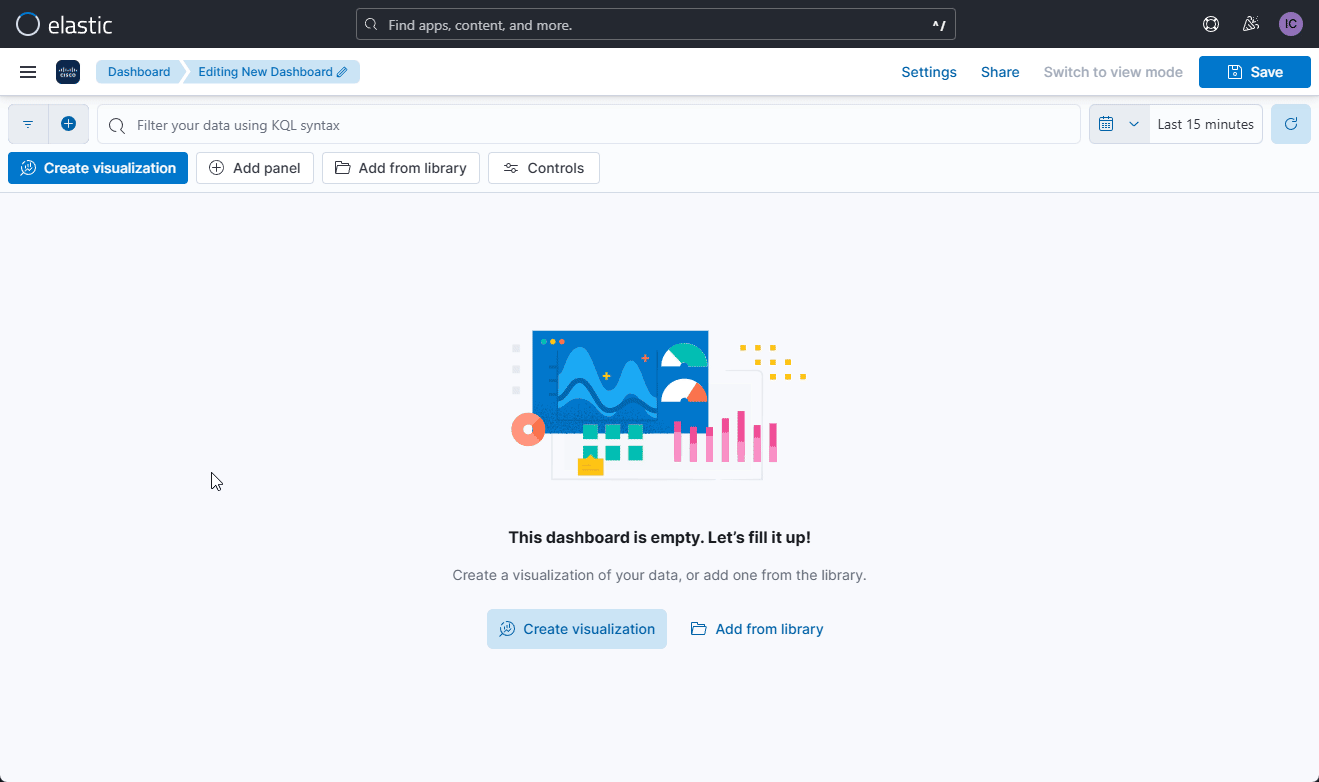 elastic
Find apps, content, and more.
^/
IC
CISCO
Dashboard
Editing New Dashboard
Settings
Share
Switch to view mode
Save
Filter your data using KQL syntax
Last 15 minutes
Create visualization
Add panel
Add from library
Controls
This dashboard is empty. Let’s fill it up!
Create a visualization of your data, or add one from the library.
Create visualization
Add from library